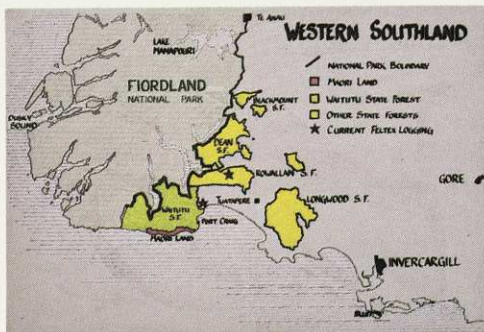 WESTERN SOUTHLAND
NATIONAL PARK BOUNDARY
MAORI LAND
WAITUTU STATE FOREST
OTHER STATE FORESTS
CURRENT FELTEX LOGGING
TE ANAU
LAKE
MANAPOURI
FIORDLAND
NATIONAL PARK
DUSKY
SOUND
BLACKMOUNT
S.F.
DEAN
S.F.
ROWALLAN S.F.
GORE
TUATAPERE
LONGWOOD S.F.
WAITUTU
S.F.
PORT CRAIG
MAORI LAND
INVERCARGILL
BLUFF